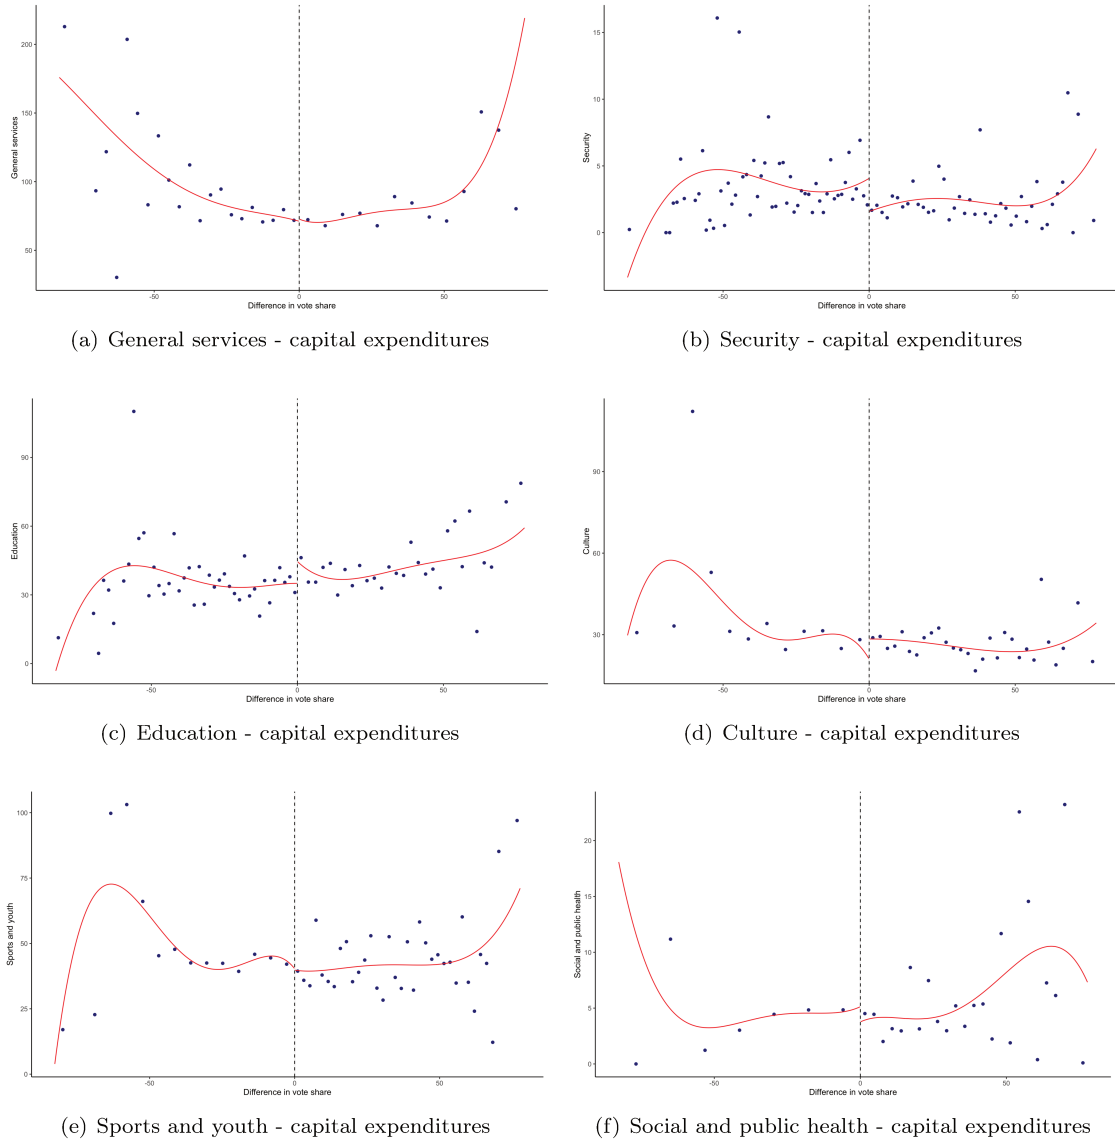 200
150
100
50
General services
-50 0 50
Difference in vote share
(a) General services - capital expenditures
15
10
5
0
Security
-50 0 50
Difference in vote share
(b) Security - capital expenditures
90
60
30
0
Education
-50 0 50
Difference in vote share
(c) Education - capital expenditures
90
60
30
Culture
-50 0 50
Difference in vote share
(d) Culture - capital expenditures
100
75
50
25
0
Sports and youth
-50 0 50
Difference in vote share
(e) Sports and youth - capital expenditures
20
15
10
5
0
Social and public health
-50 0 50
Difference in vote share
(f) Social and public health - capital expenditures